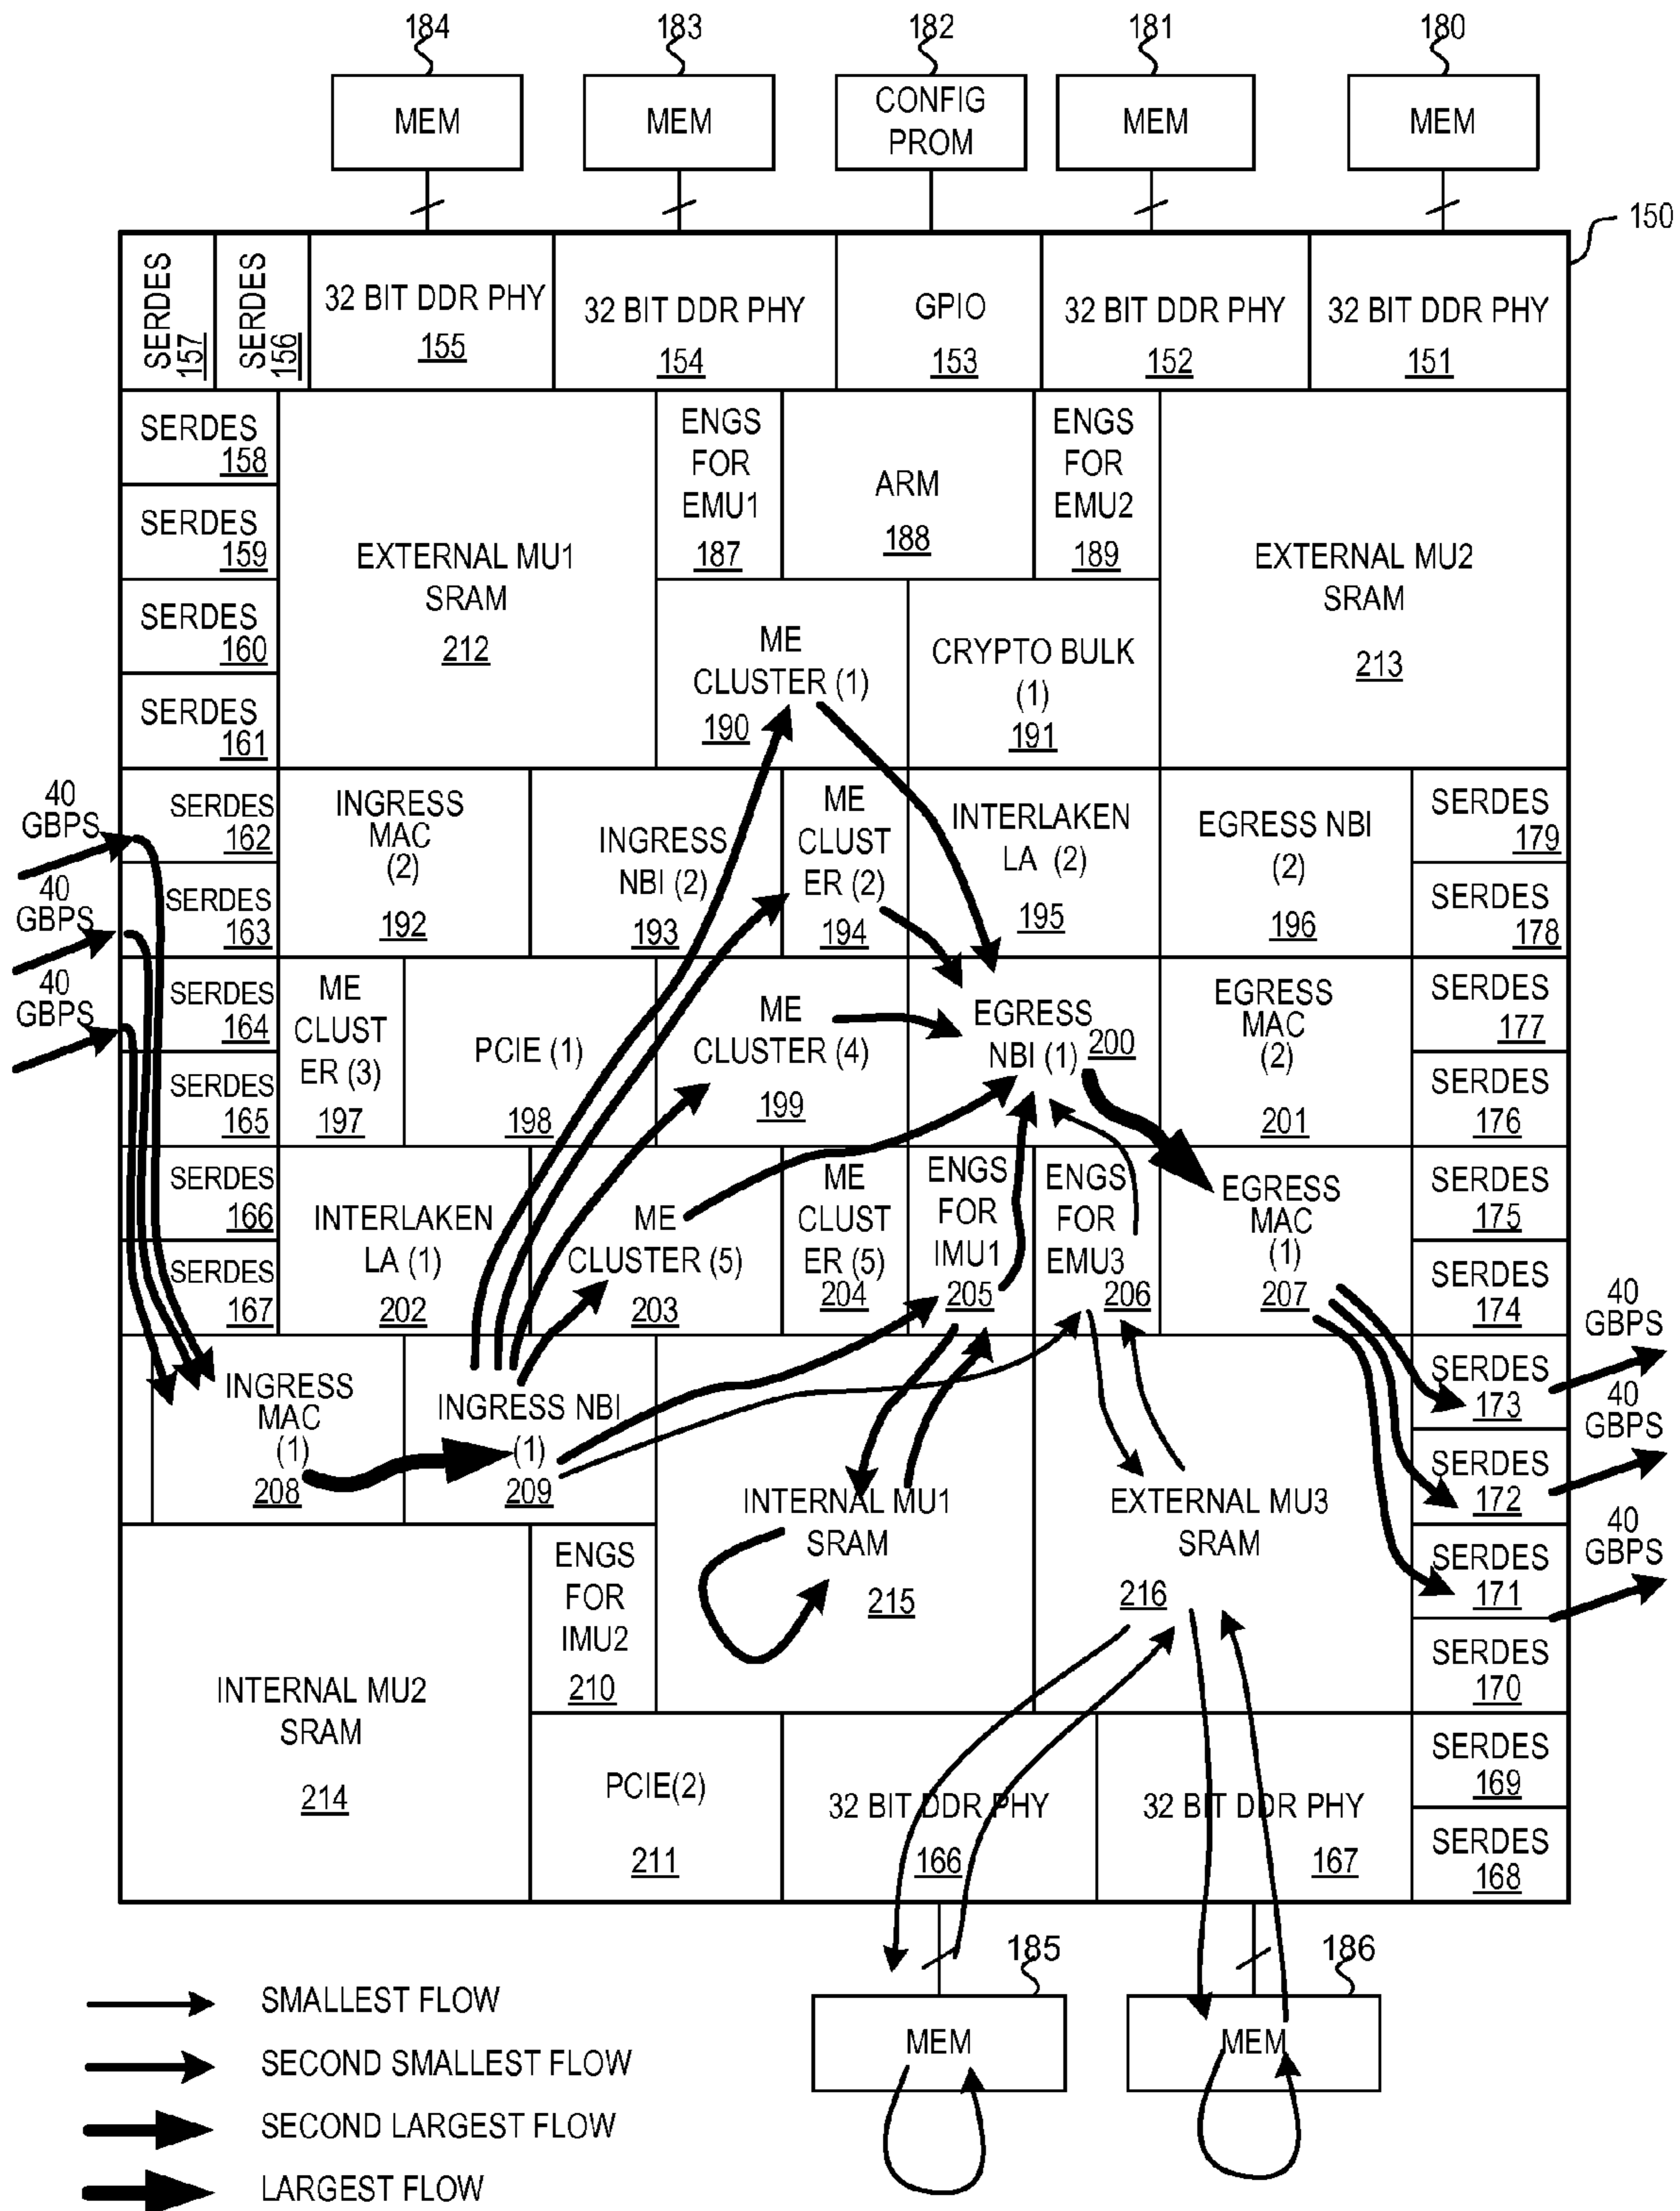 184
183
182
181
180
MEM
MEM
CONFIG
PROM
MEM
MEM
150
SERDES
157
SERDES
156
32 BIT DDR PHY
155
32 BIT DDR PHY
154
GPIO
153
32 BIT DDR PHY
152
32 BIT DDR PHY
151
SERDES
158
SERDES
159
SERDES
160
SERDES
161
EXTERNAL MU1
SRAM
212
ENGS
FOR
EMU1
187
ARM
188
ENGS
FOR
EMU2
189
EXTERNAL MU2
SRAM
213
ME
CLUSTER (1)
190
CRYPTO BULK
(1)
191
40
GBPS
40
GBPS
40
GBPS
SERDES
162
SERDES
163
INGRESS
MAC
(2)
192
INGRESS
NBI (2)
193
ME
CLUST
ER (2)
194
INTERLAKEN
LA (2)
195
EGRESS NBI
(2)
196
SERDES
179
SERDES
178
SERDES
164
SERDES
165
ME
CLUST
ER (3)
197
PCIE (1)
198
ME
CLUSTER (4)
199
EGRESS
NBI (1)
200
EGRESS
MAC
(2)
201
SERDES
177
SERDES
176
SERDES
166
SERDES
167
INTERLAKEN
LA (1)
202
ME
CLUSTER (5)
203
ME
CLUST
ER (5)
204
ENGS
FOR
IMU1
205
ENGS
FOR
EMU3
206
EGRESS
MAC
(1)
207
SERDES
175
SERDES
174
INGRESS
MAC
(1)
208
INGRESS NBI
(1)
209
INTERNAL MU1
SRAM
215
EXTERNAL MU3
SRAM
216
SERDES
173
SERDES
172
SERDES
171
SERDES
170
40
GBPS
40
GBPS
40
GBPS
INTERNAL MU2
SRAM
214
ENGS
FOR
IMU2
210
PCIE(2)
211
32 BIT DDR PHY
166
32 BIT DDR PHY
167
SERDES
169
SERDES
168
185
186
MEM
MEM
SMALLEST FLOW
SECOND SMALLEST FLOW
SECOND LARGEST FLOW
LARGEST FLOW